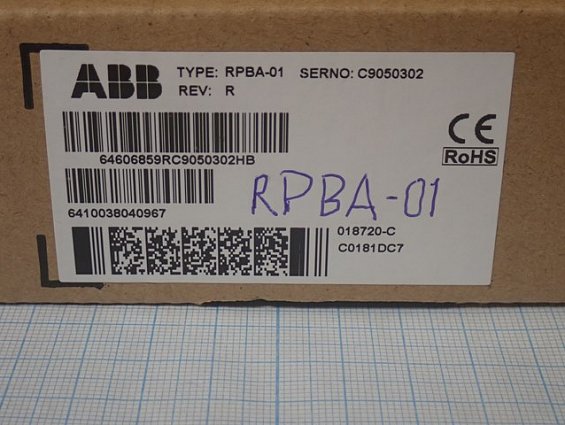 ABB TYPE: RPBA-01 SERNO: C9050302
REV: R
CE
64606859RC9050302HB
RoHS
RPBA-01
6410038040967
018720-C
C0181DC7